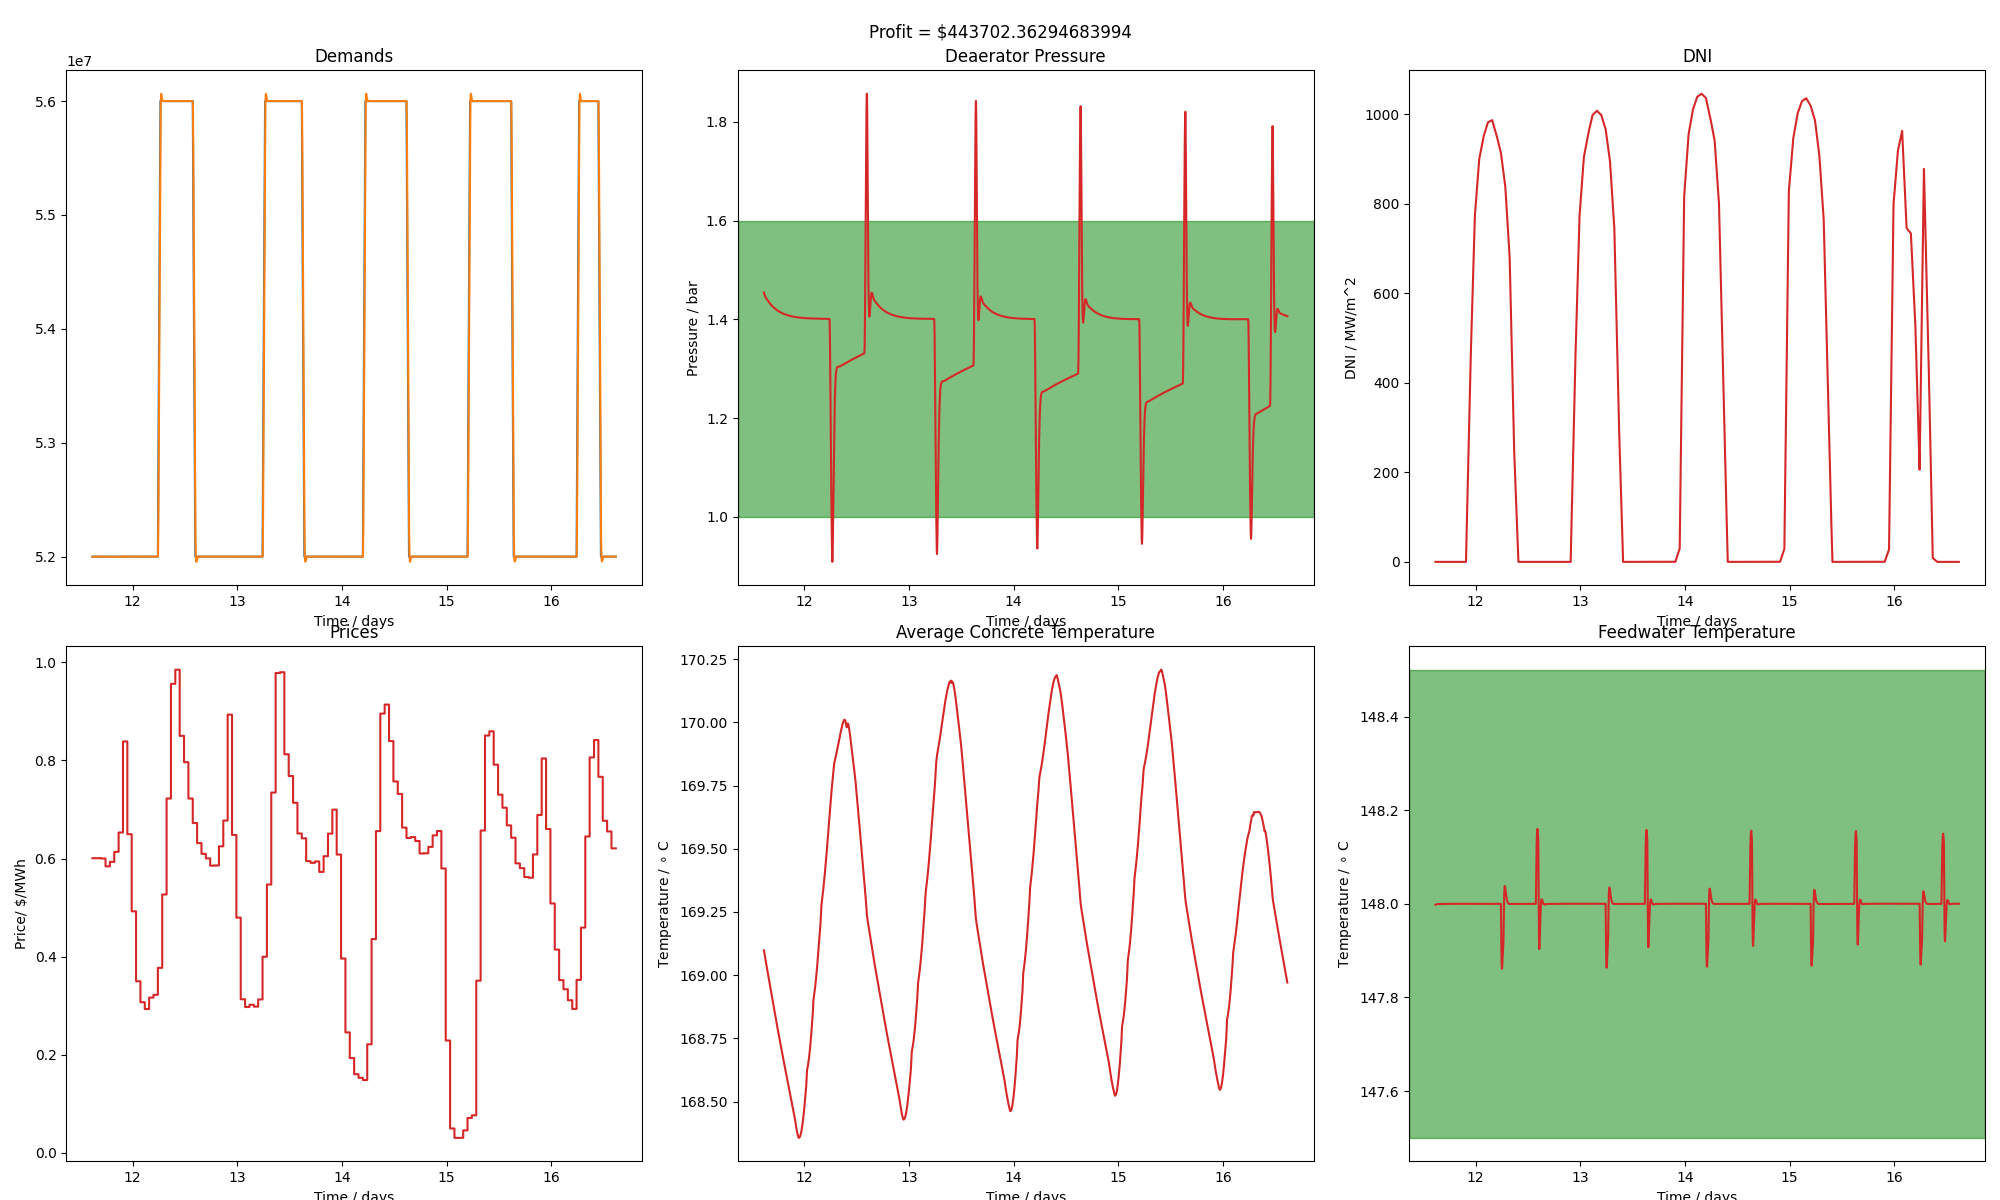 Profit = $443702.36294683994
Demands
1e7
5.6
5.5
5.4
5.3
5.2
12 13 14 15 16
Time / days
Deaerator Pressure
Pressure / bar
1.8
1.6
1.4
1.2
1.0
12 13 14 15 16
Time / days
DNI
DNI / MW/m^2
1000
800
600
400
200
0
12 13 14 15 16
Time / days
Prices
Price/ $/MWh
1.0
0.8
0.6
0.4
0.2
0.0
12 13 14 15 16
Time / days
Average Concrete Temperature
Temperature / ∘ C
170.25
170.00
169.75
169.50
169.25
169.00
168.75
168.50
12 13 14 15 16
Time / days
Feedwater Temperature
Temperature / ∘ C
148.4
148.2
148.0
147.8
147.6
12 13 14 15 16
Time / days